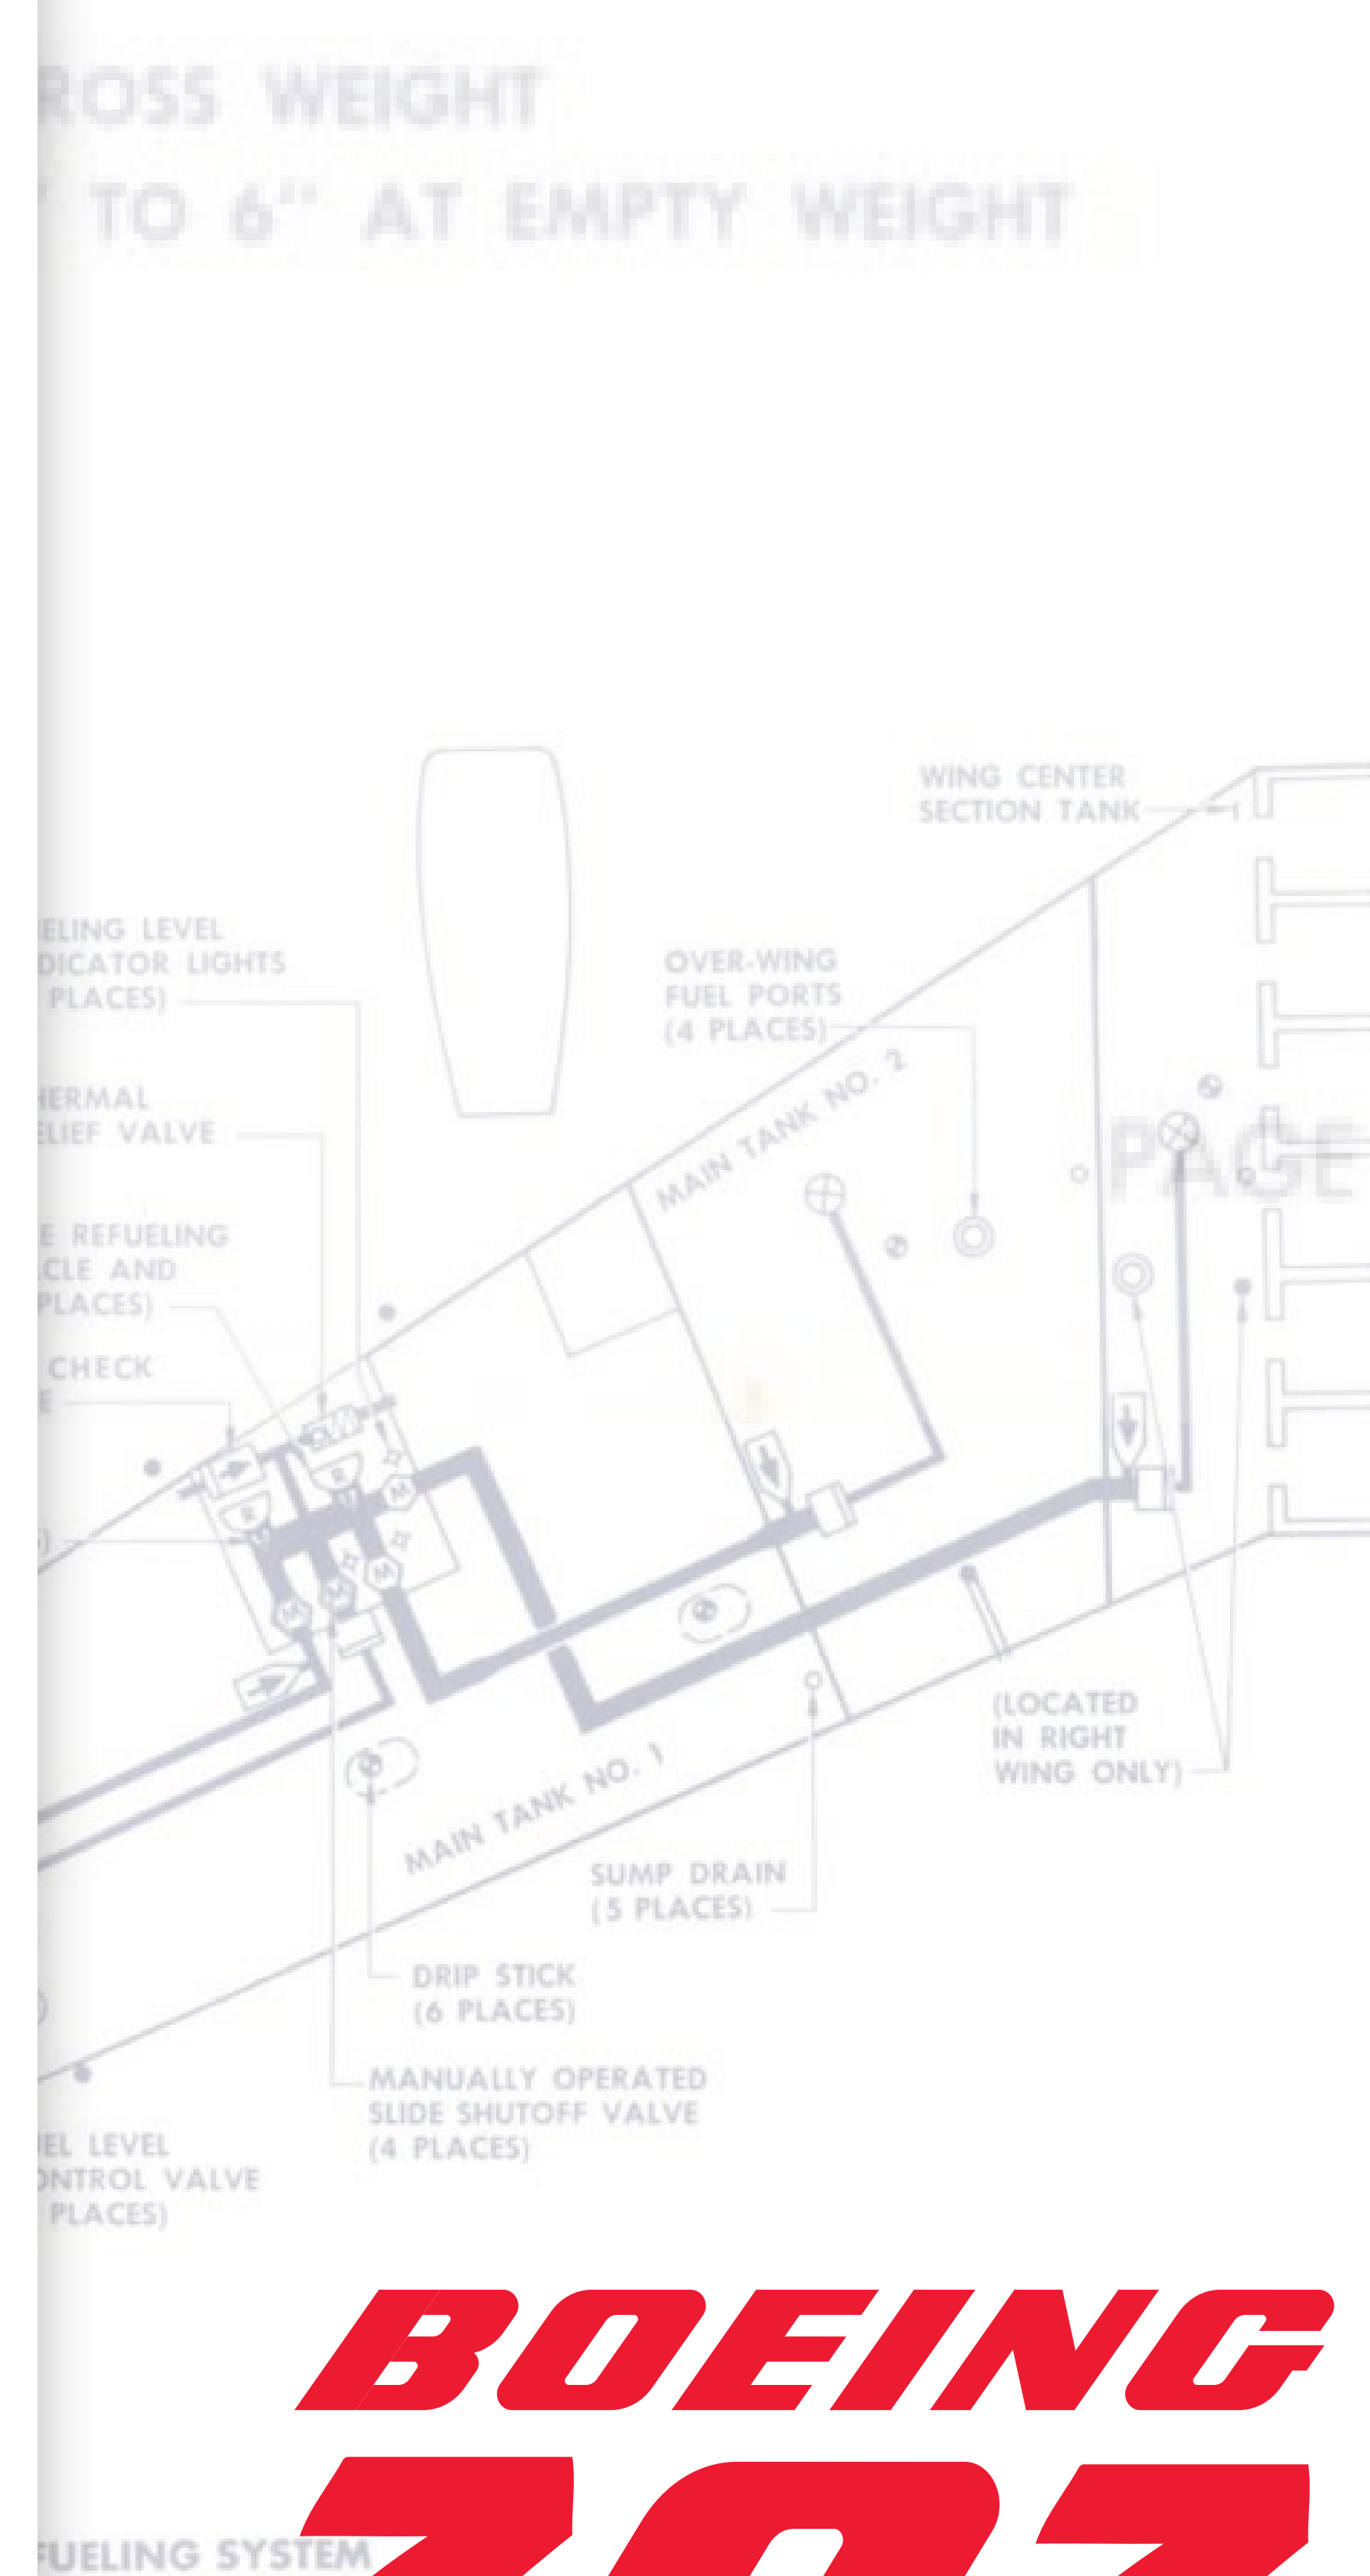 ROSS WEIGHT
" TO 6" AT EMPTY WEIGHT
WING CENTER
SECTION TANK
ELING LEVEL
DICATOR LIGHTS
PLACES)
OVER-WING
FUEL PORTS
(4 PLACES)
MAIN TANK NO. 2
HERMAL
ELIEF VALVE
PAGE
E REFUELING
CLE AND
PLACES)
CHECK
E
R
R
M
M
M
M
)
(LOCATED
IN RIGHT
WING ONLY)
MAIN TANK NO. 1
SUMP DRAIN
(5 PLACES)
DRIP STICK
(6 PLACES)
MANUALLY OPERATED
SLIDE SHUTOFF VALVE
(4 PLACES)
EL LEVEL
ONTROL VALVE
PLACES)
BOEING
707
FUELING SYSTEM